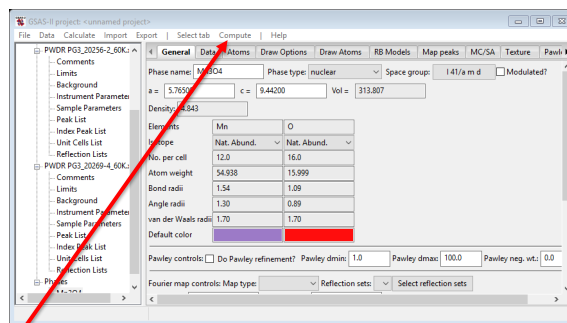 GSAS-II project: <unnamed project>
File Data Calculate Import Export | Select tab Compute | Help
PWDR PG3_20256-2_60K.
Comments
Limits
Background
Instrument Parameter
Sample Parameters
Peak List
Index Peak List
Unit Cells List
Reflection Lists
PWDR PG3_20269-4_60K.
Comments
Limits
Background
Instrument Paramete
Sample Parameters
Peak List
Index Peak List
Unit Cells List
Reflection Lists
Phases
Mn3O4
General Data Atoms Draw Options Draw Atoms RB Models Map peaks MC/SA Texture Pawl
Phase name: Mn3O4 Phase type: nuclear Space group: I 41/a m d Modulated?
a = 5.76500 c = 9.44200 Vol = 313.807
Density: 4.843
Elements Mn O
Isotope Nat. Abund. Nat. Abund.
No. per cell 12.0 16.0
Atom weight 54.938 15.999
Bond radii 1.54 1.09
Angle radii 1.30 0.89
van der Waals radii 1.70 1.70
Default color
Pawley controls: Do Pawley refinement? Pawley dmin: 1.0 Pawley dmax: 100.0 Pawley neg. wt.: 0.0
Fourier map controls: Map type: Reflection sets: Select reflection sets